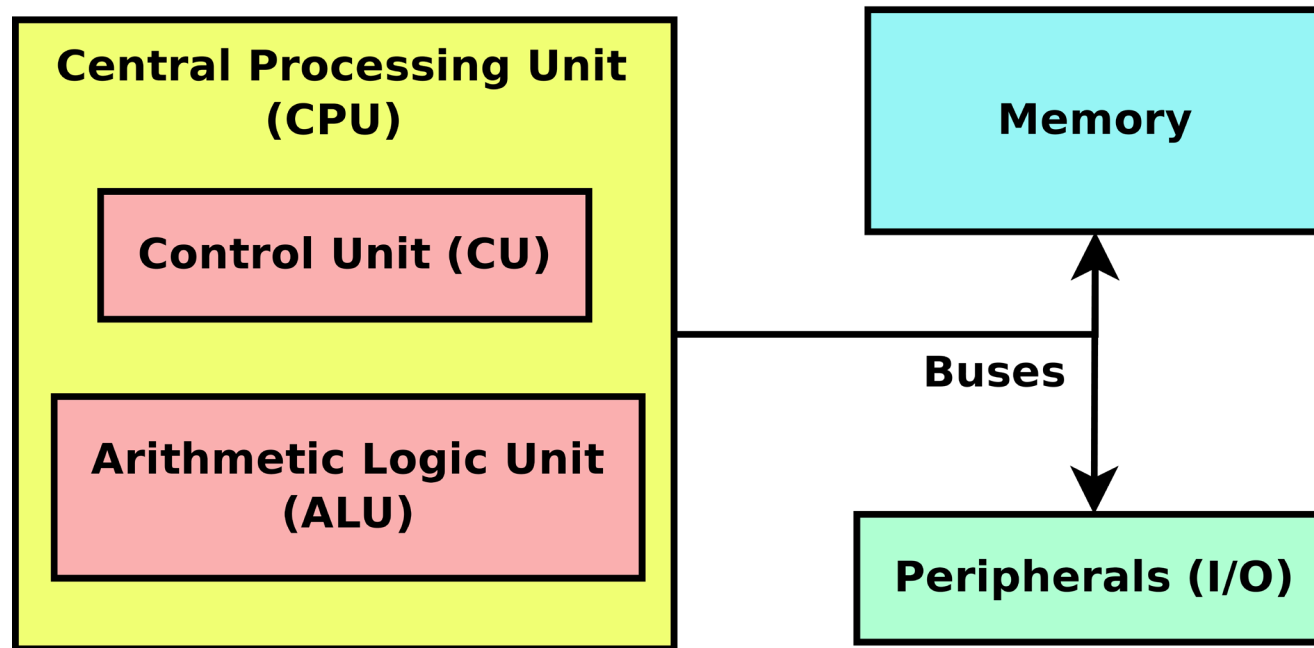 Central Processing Unit
(CPU)
Control Unit (CU)
Arithmetic Logic Unit
(ALU)
Memory
Buses
Peripherals (I/O)